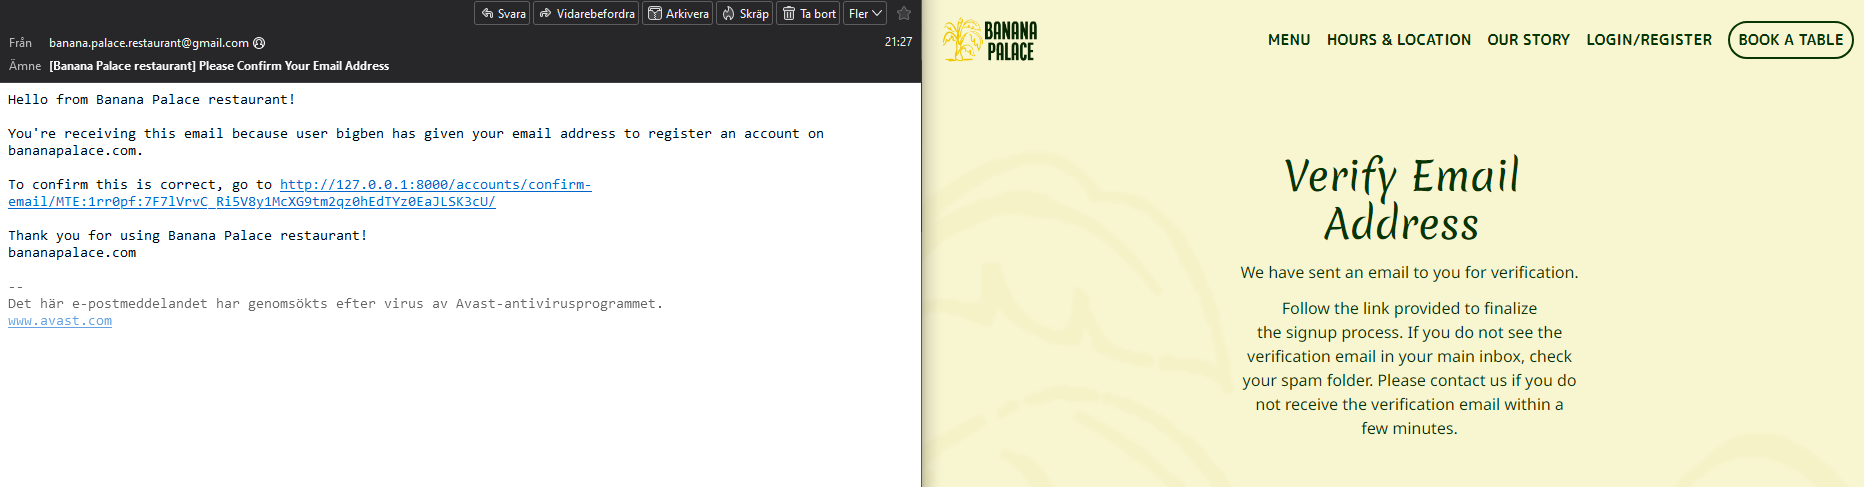 Svara Vidarebefordra Arkivera Skräp Ta bort Fler
Från banana.palace.restaurant@gmail.com 21:27
Ämne [Banana Palace restaurant] Please Confirm Your Email Address
Hello from Banana Palace restaurant!
You're receiving this email because user bigben has given your email address to register an account on
bananapalace.com.
To confirm this is correct, go to http://127.0.0.1:8000/accounts/confirm-
email/MTE:1rr0pf:7F7lVrvC_Ri5V8y1McXG9tm2qz0hEdTYz0EaJLSK3cU/
Thank you for using Banana Palace restaurant!
bananapalace.com
--
Det här e-postmeddelandet har genomsökts efter virus av Avast-antivirusprogrammet.
www.avast.com
BANANA
PALACE
MENU HOURS & LOCATION OUR STORY LOGIN/REGISTER BOOK A TABLE
Verify Email
Address
We have sent an email to you for verification.
Follow the link provided to finalize
the signup process. If you do not see the
verification email in your main inbox, check
your spam folder. Please contact us if you do
not receive the verification email within a
few minutes.